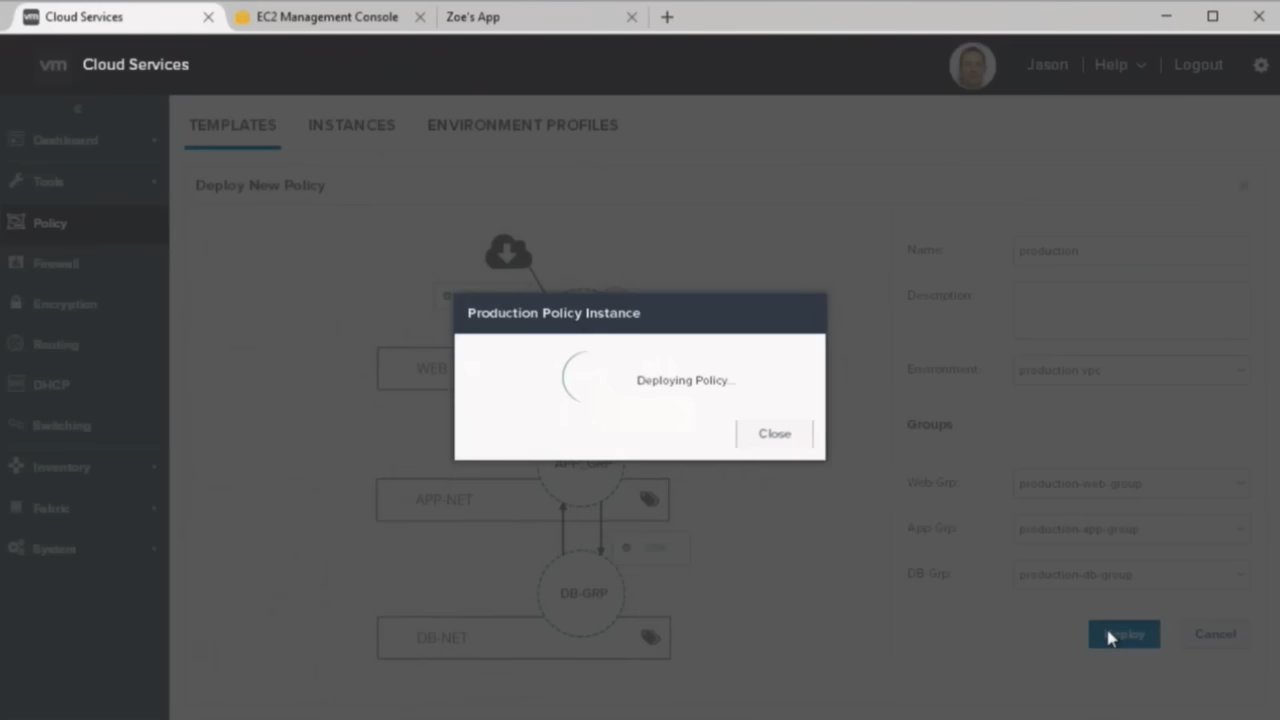 vm Cloud Services
EC2 Management Console
Zoe's App
vm Cloud Services
Jason | Help | Logout
TEMPLATES INSTANCES ENVIRONMENT PROFILES
Dashboard
Tools
Policy
Firewall
Encryption
Routing
DHCP
Switching
Inventory
Fabric
System
Deploy New Policy
WEB
APP_GRP
APP-NET
DB-GRP
DB-NET
Production Policy Instance
Deploying Policy...
Close
Name: production
Description:
Environment: production vpc
Groups
Web-Grp: production-web-group
App Grp: production-app-group
DB-Grp: production-db-group
Deploy Cancel